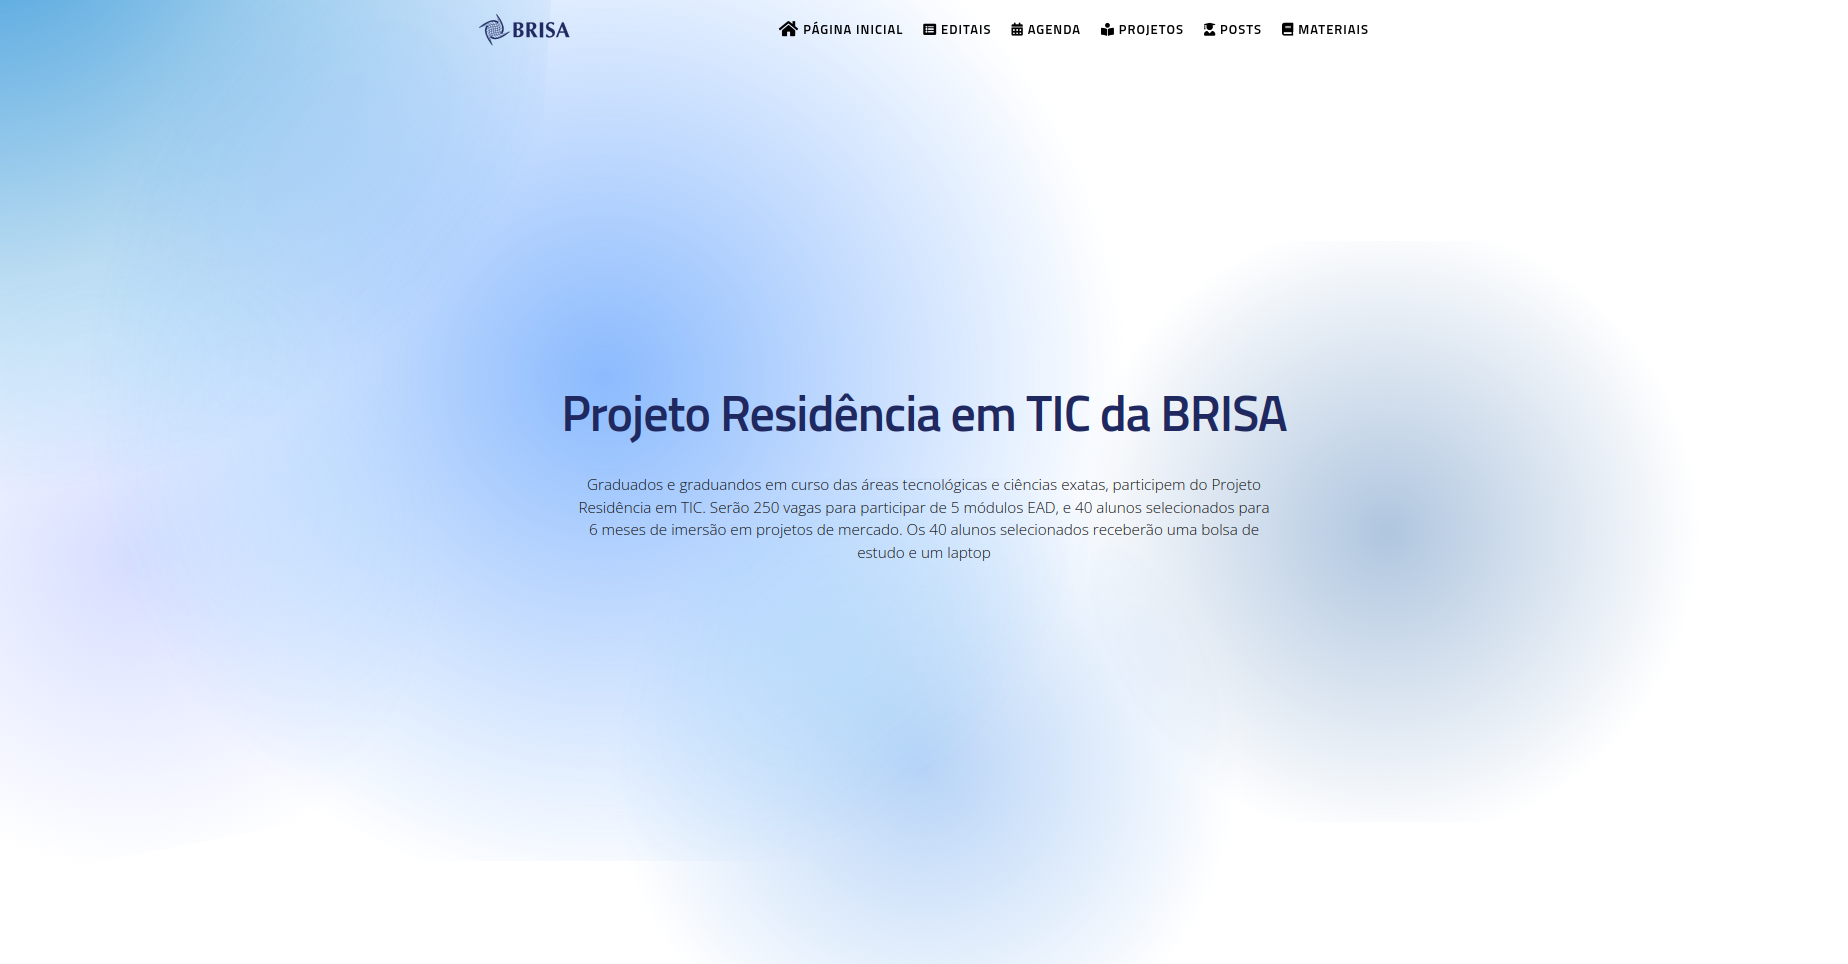 BRISA
PÁGINA INICIAL EDITAIS AGENDA PROJETOS POSTS MATERIAIS
Projeto Residência em TIC da BRISA
Graduados e graduandos em curso das áreas tecnológicas e ciências exatas, participem do Projeto
Residência em TIC. Serão 250 vagas para participar de 5 módulos EAD, e 40 alunos selecionados para
6 meses de imersão em projetos de mercado. Os 40 alunos selecionados receberão uma bolsa de
estudo e um laptop